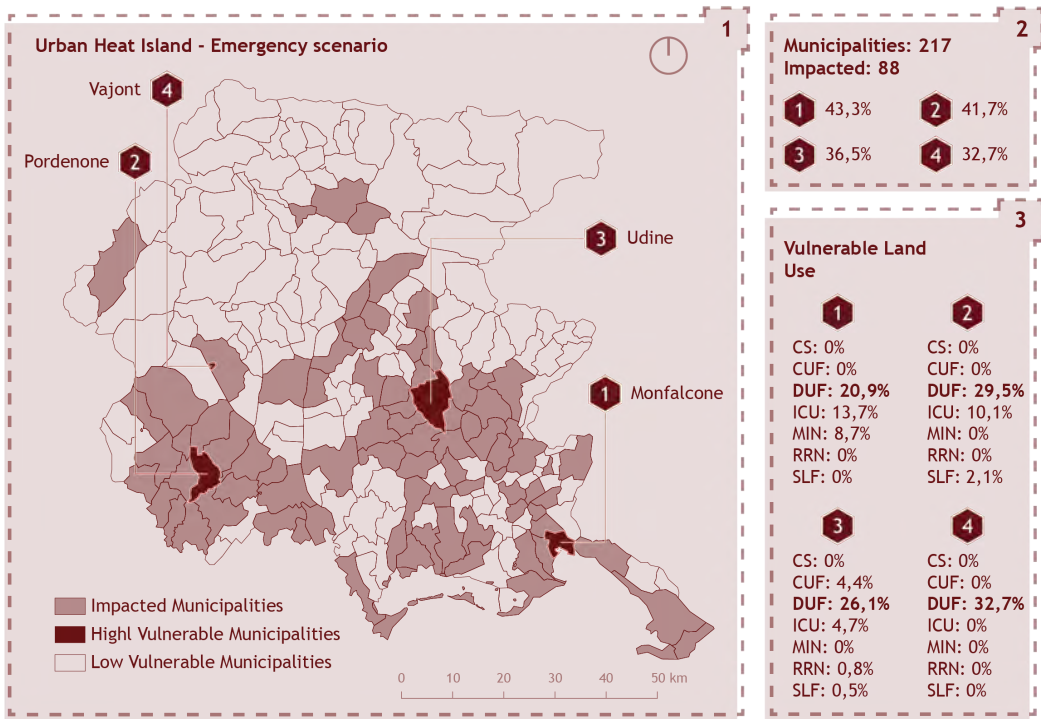 1
Urban Heat Island - Emergency scenario
4
Vajont
2
Pordenone
3
Udine
1
Monfalcone
Impacted Municipalities
Highl Vulnerable Municipalities
Low Vulnerable Municipalities
0 10 20 30 40 50 km
2
Municipalities: 217
Impacted: 88
1 43,3% 2 41,7%
3 36,5% 4 32,7%
3
Vulnerable Land
Use
1
CS: 0%
CUF: 0%
DUF: 20,9%
ICU: 13,7%
MIN: 8,7%
RRN: 0%
SLF: 0%
2
CS: 0%
CUF: 0%
DUF: 29,5%
ICU: 10,1%
MIN: 0%
RRN: 0%
SLF: 2,1%
3
CS: 0%
CUF: 4,4%
DUF: 26,1%
ICU: 4,7%
MIN: 0%
RRN: 0,8%
SLF: 0,5%
4
CS: 0%
CUF: 0%
DUF: 32,7%
ICU: 0%
MIN: 0%
RRN: 0%
SLF: 0%